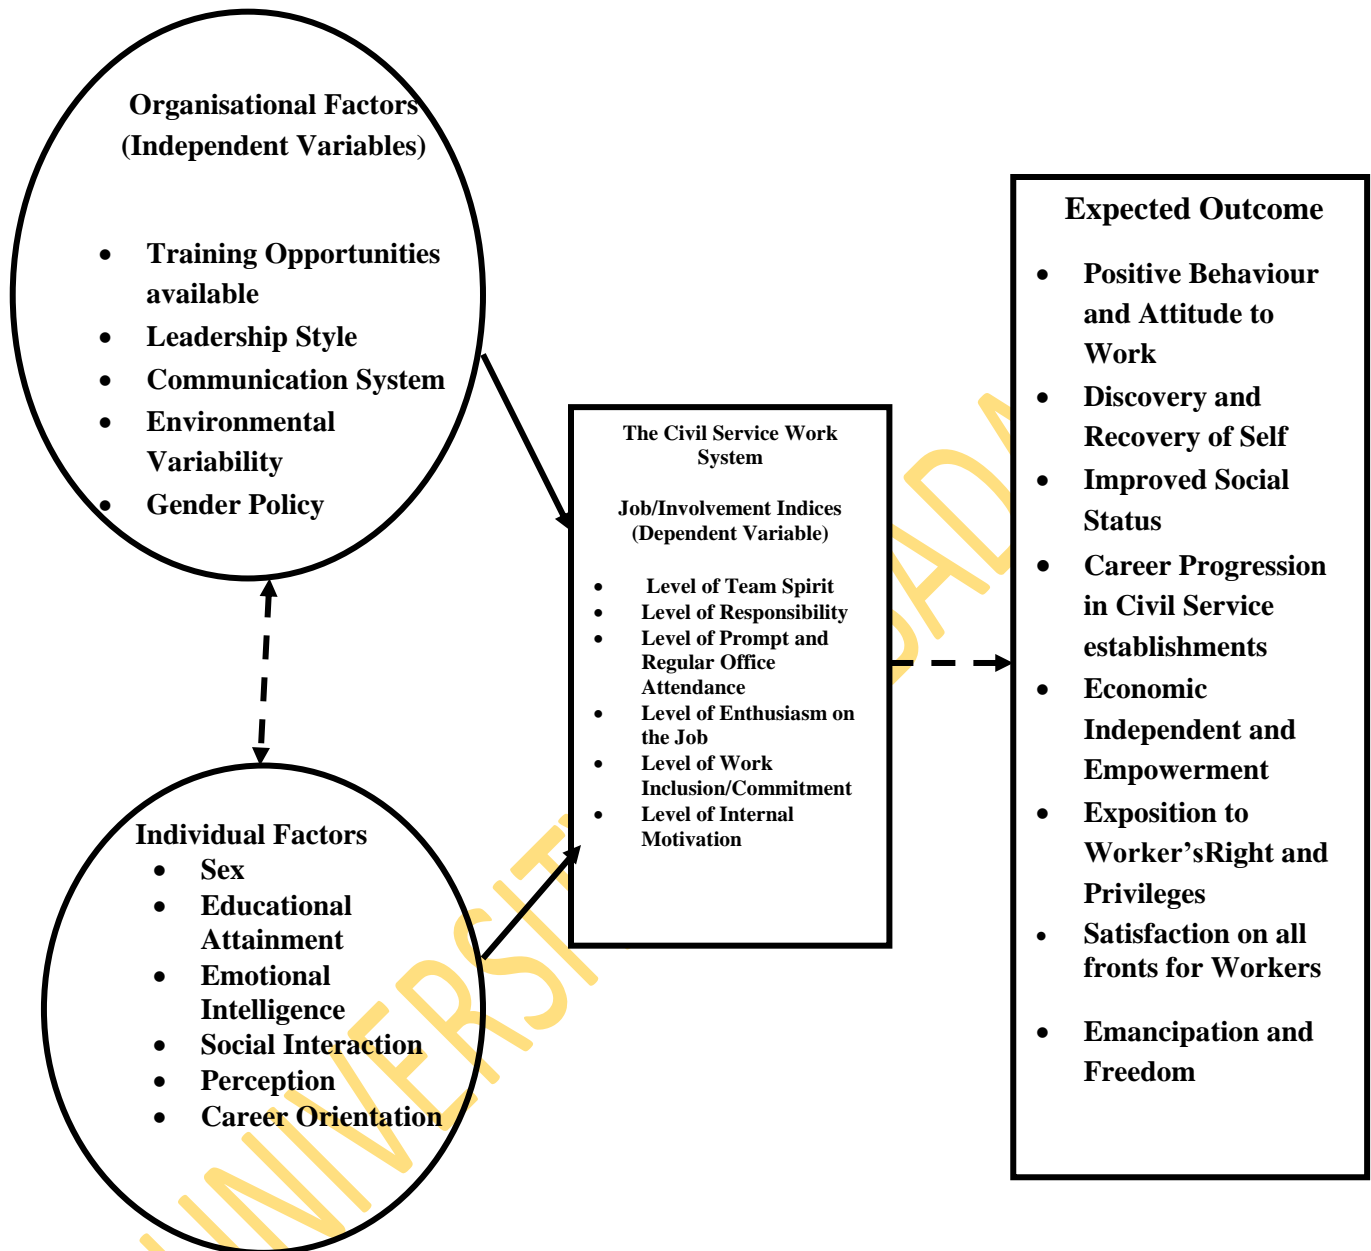 Organisational Factors
(Independent Variables)
• Training Opportunities
available
• Leadership Style
• Communication System
• Environmental
Variability
• Gender Policy
Individual Factors
• Sex
• Educational
Attainment
• Emotional
Intelligence
• Social Interaction
• Perception
• Career Orientation
The Civil Service Work
System
Job/Involvement Indices
(Dependent Variable)
• Level of Team Spirit
• Level of Responsibility
• Level of Prompt and
Regular Office
Attendance
• Level of Enthusiasm on
the Job
• Level of Work
Inclusion/Commitment
• Level of Internal
Motivation
Expected Outcome
• Positive Behaviour
and Attitude to
Work
• Discovery and
Recovery of Self
• Improved Social
Status
• Career Progression
in Civil Service
establishments
• Economic
Independent and
Empowerment
• Exposition to
Worker'sRight and
Privileges
• Satisfaction on all
fronts for Workers
• Emancipation and
Freedom